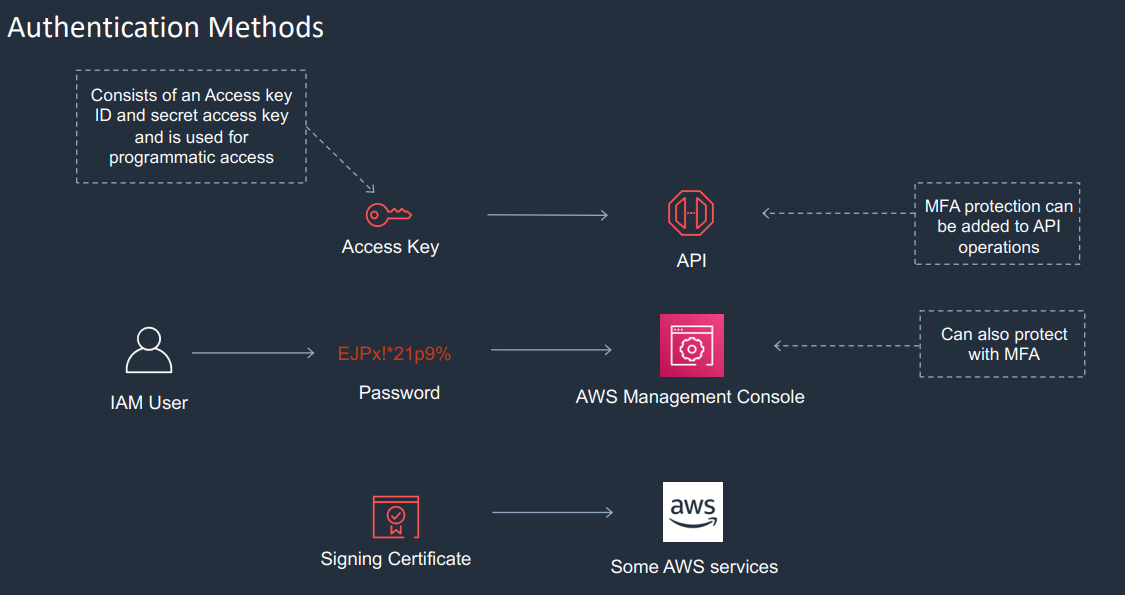 Authentication Methods
Consists of an Access key
ID and secret access key
and is used for
programmatic access
Access Key
API
MFA protection can
be added to API
operations
IAM User
EJPx!*21p9%
Password
AWS Management Console
Can also protect
with MFA
Signing Certificate
aws
Some AWS services